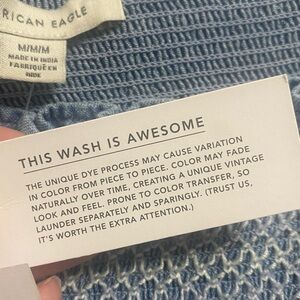 RICAN EAGLE
M/M/M
MADE IN INDIA
FABRIQUÉ EN
INDE
THIS WASH IS AWESOME
THE UNIQUE DYE PROCESS MAY CAUSE VARIATION
IN COLOR FROM PIECE TO PIECE. COLOR MAY FADE
NATURALLY OVER TIME, CREATING A UNIQUE VINTAGE
LOOK AND FEEL. PRONE TO COLOR TRANSFER, SO
LAUNDER SEPARATELY AND SPARINGLY. (TRUST US,
IT'S WORTH THE EXTRA ATTENTION.)